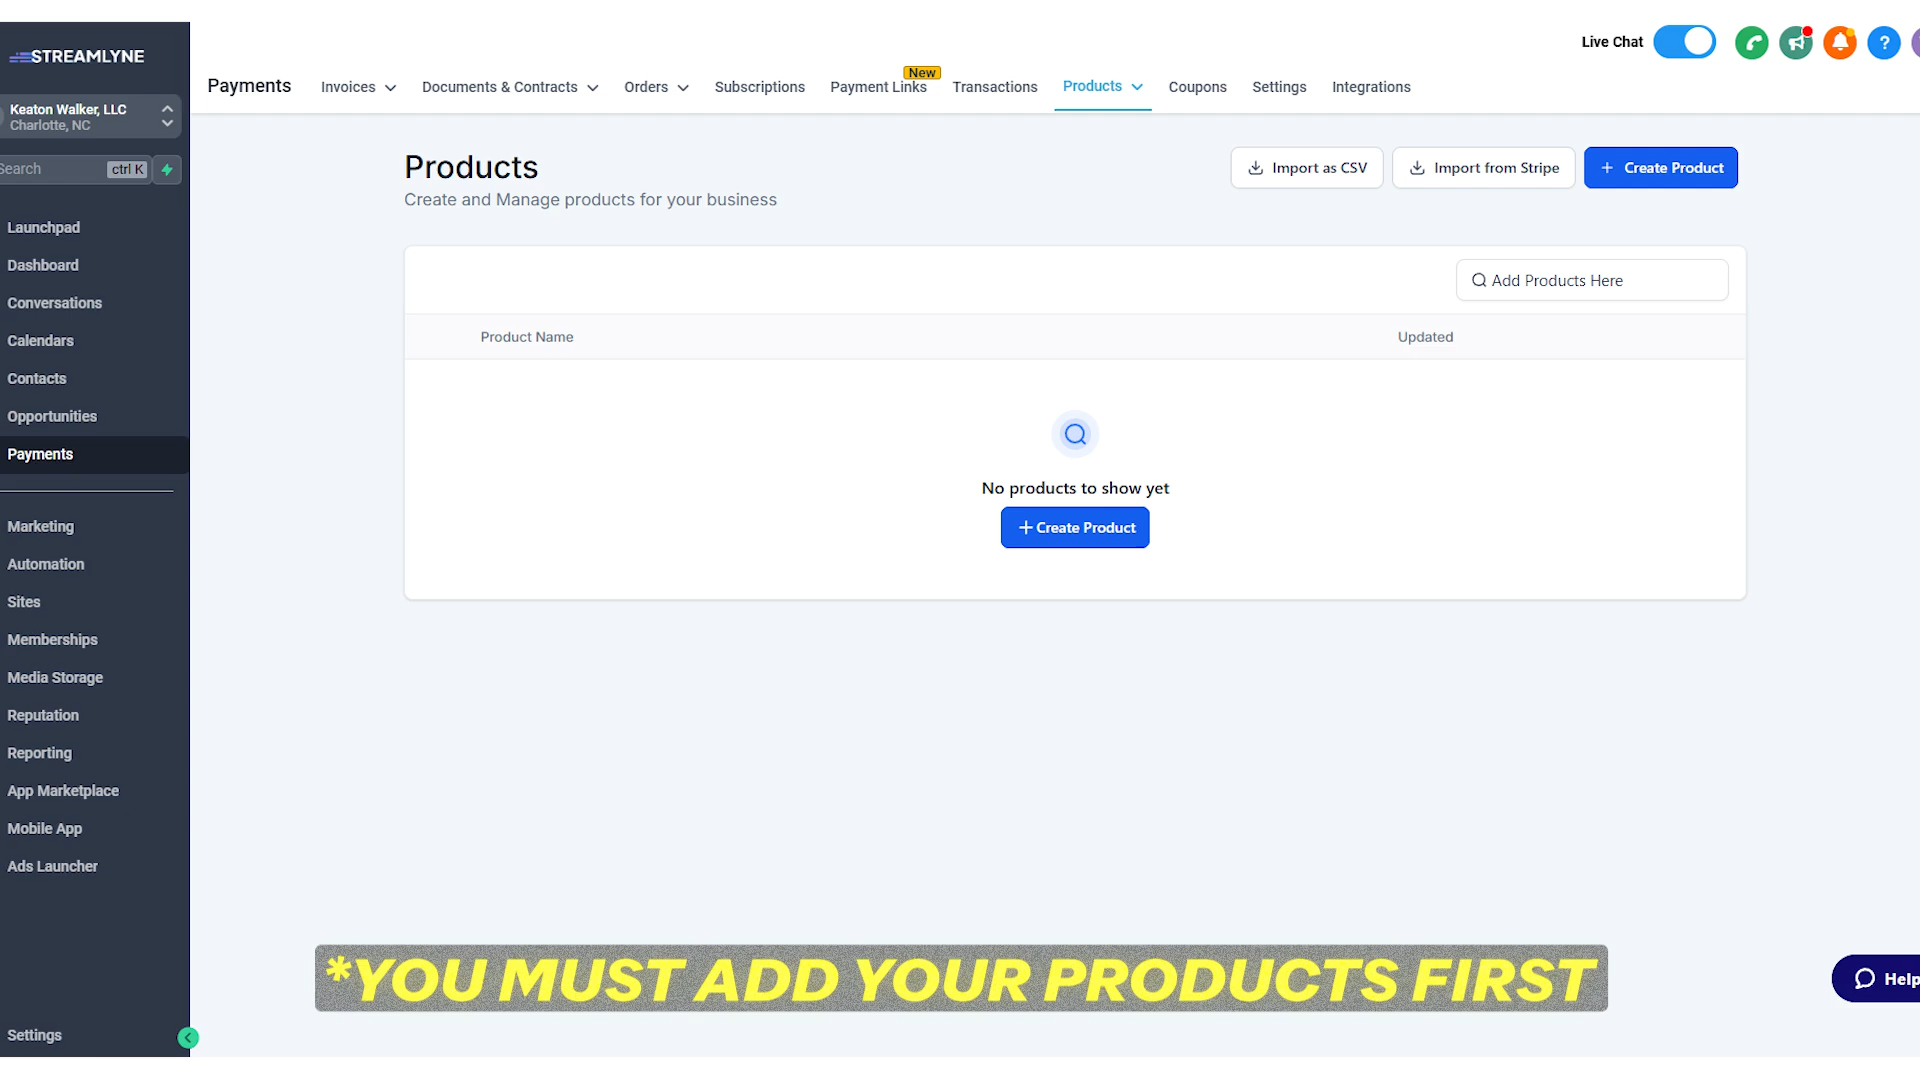 STREAMLYNE
Keaton Walker, LLC
Charlotte, NC
Search
ctrl K
Launchpad
Dashboard
Conversations
Calendars
Contacts
Opportunities
Payments
Marketing
Automation
Sites
Memberships
Media Storage
Reputation
Reporting
App Marketplace
Mobile App
Ads Launcher
Settings
Live Chat
?
Payments
Invoices
Documents & Contracts
Orders
Subscriptions
Payment Links
New
Transactions
Products
Coupons
Settings
Integrations
Products
Create and Manage products for your business
Import as CSV
Import from Stripe
+ Create Product
Add Products Here
Product Name
Updated
No products to show yet
+ Create Product
*YOU MUST ADD YOUR PRODUCTS FIRST
Help